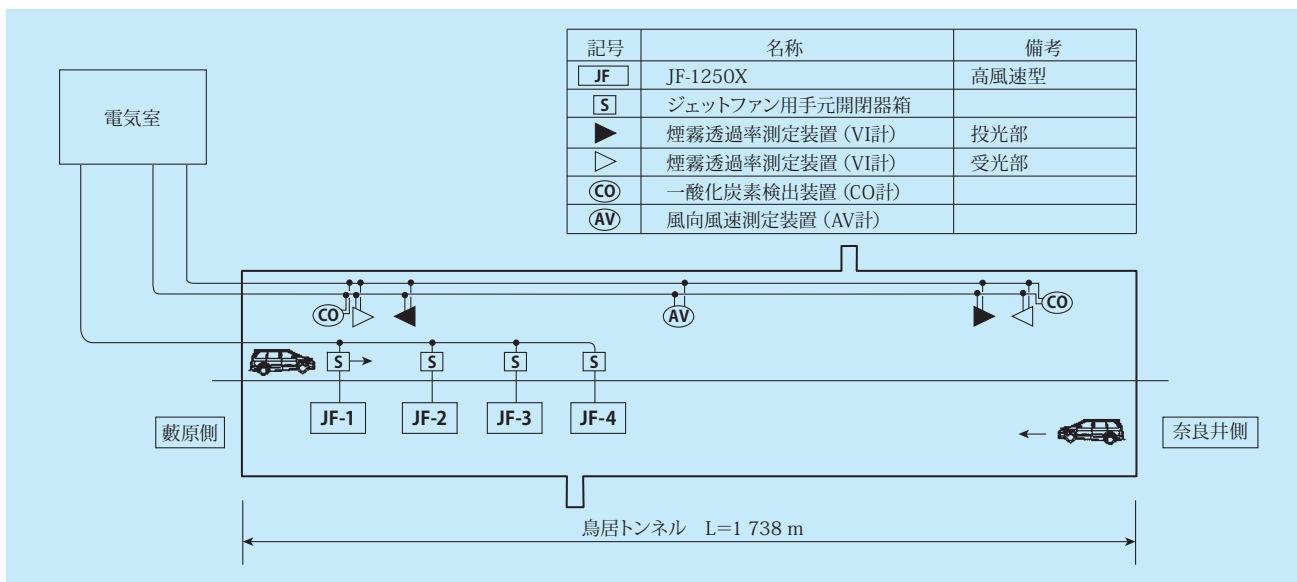 記号 名称 備考
JF JF-1250X 高風速型
S ジェットファン用手元開閉器箱
煙霧透過率測定装置（VI計） 投光部
煙霧透過率測定装置（VI計） 受光部
CO 一酸化炭素検出装置（CO計）
AV 風向風速測定装置（AV計）
電気室
CO AV CO
S S S S
JF-1 JF-2 JF-3 JF-4
藪原側 奈良井側
鳥居トンネル L=1 738 m